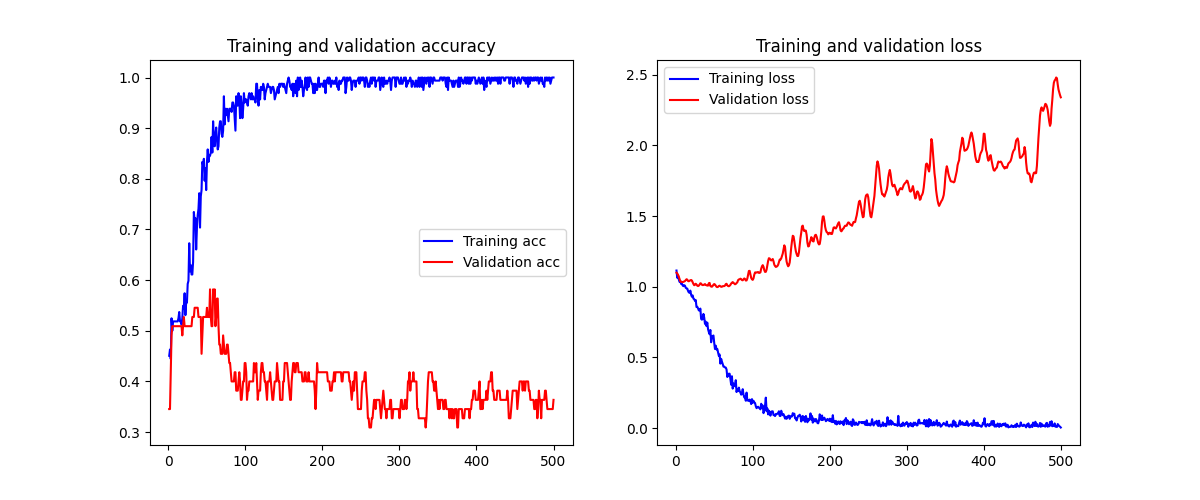 Training and validation accuracy
1.0
0.9
0.8
0.7
0.6
0.5
0.4
0.3
0 100 200 300 400 500
Training acc
Validation acc
Training and validation loss
2.5
2.0
1.5
1.0
0.5
0.0
0 100 200 300 400 500
Training loss
Validation loss